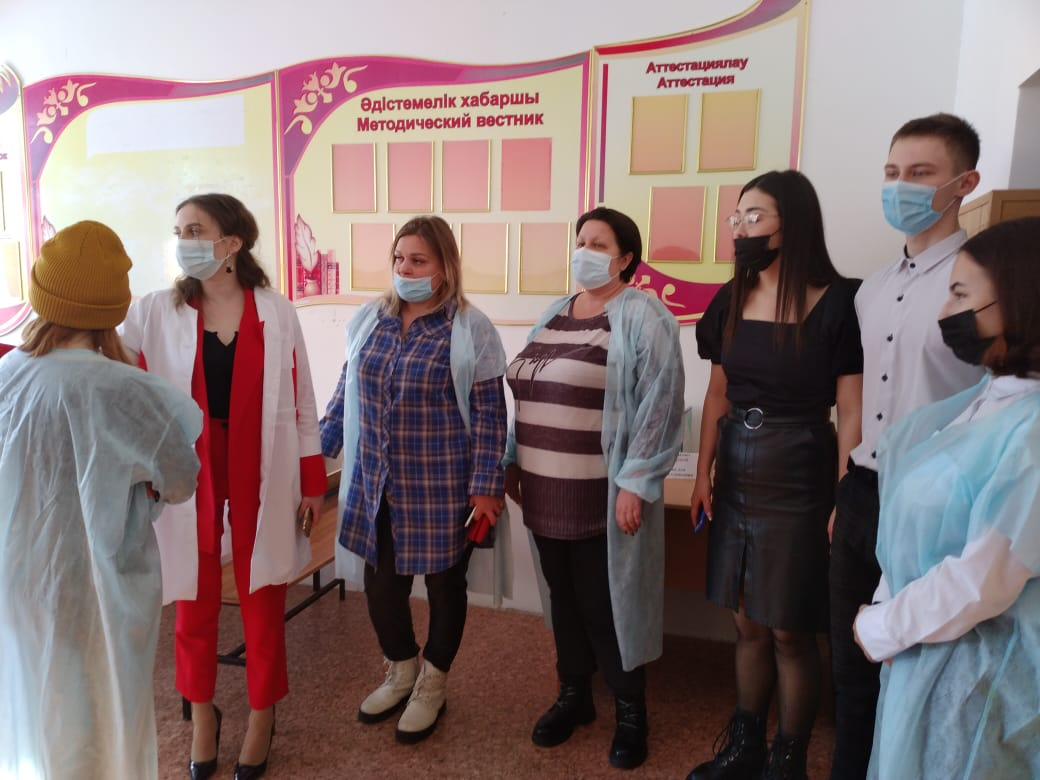 Әдістемелік хабаршы
Методический вестник
Аттестациялау
Аттестация